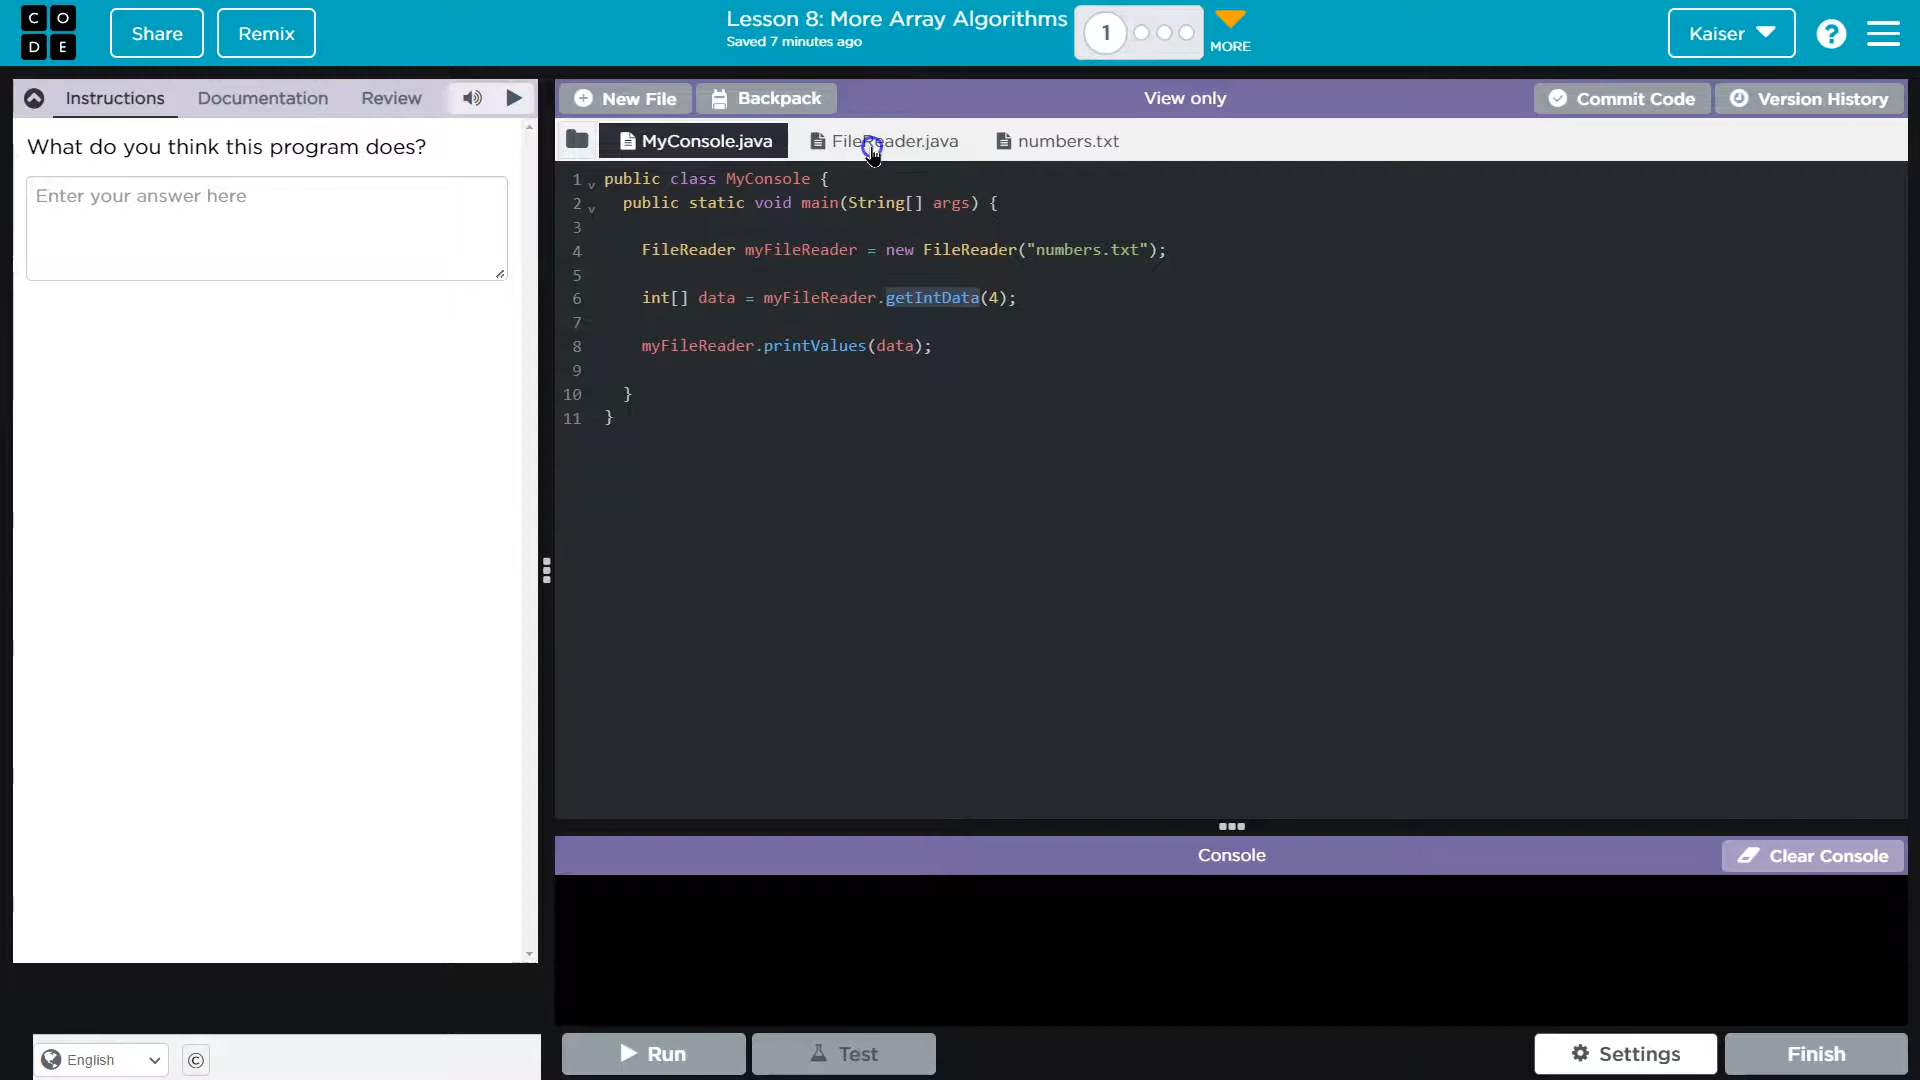 C O D E
Share
Remix
Lesson 8: More Array Algorithms
Saved 7 minutes ago
1
MORE
Kaiser
?
Instructions
Documentation
Review
What do you think this program does?
Enter your answer here
New File
Backpack
View only
Commit Code
Version History
MyConsole.java
FileReader.java
numbers.txt
1 public class MyConsole {
2 public static void main(String[] args) {
3
4 FileReader myFileReader = new FileReader("numbers.txt");
5
6 int[] data = myFileReader.getIntData(4);
7
8 myFileReader.printValues(data);
9
10 }
11 }
Console
Clear Console
English
©
Run
Test
Settings
Finish